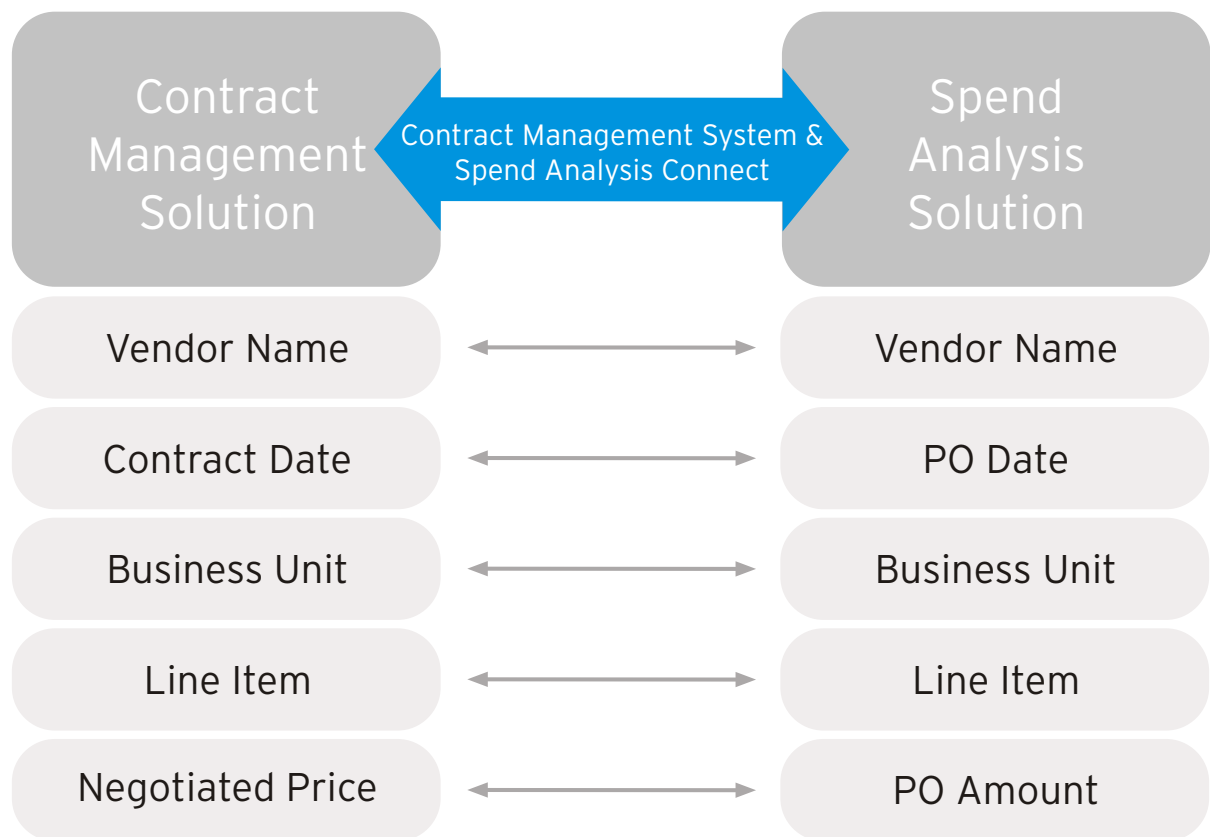 Contract
Management
Solution
Contract Management System &
Spend Analysis Connect
Spend
Analysis
Solution
Vendor Name
Vendor Name
Contract Date
PO Date
Business Unit
Business Unit
Line Item
Line Item
Negotiated Price
PO Amount